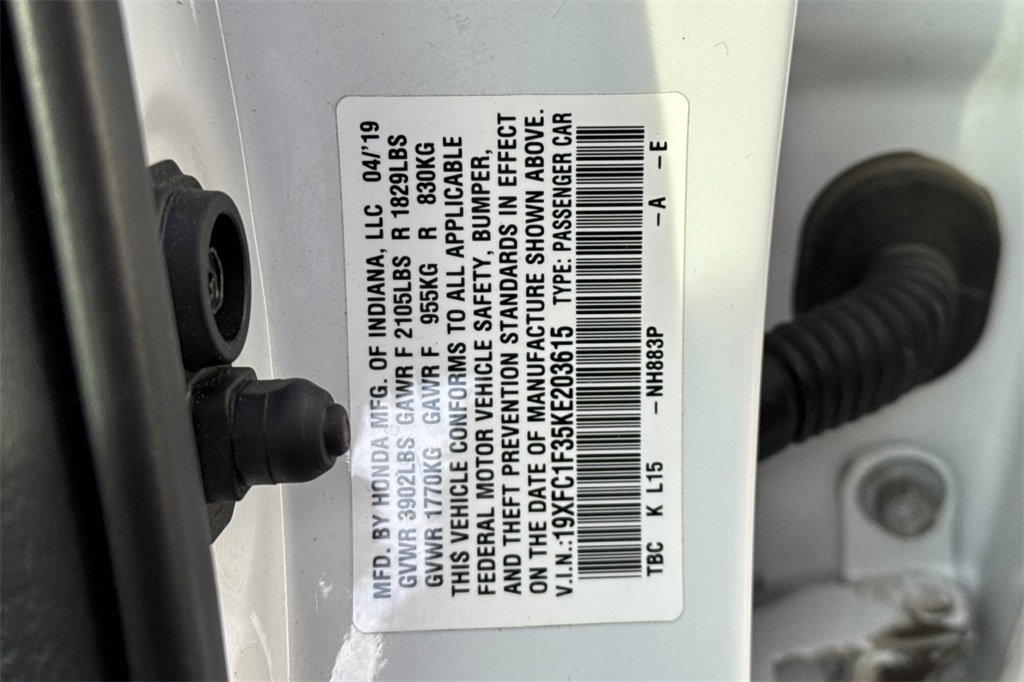 MFD. BY HONDA MFG. OF INDIANA, LLC 04/'19
GVWR 3902LBS GAWR F 2105LBS R 1829LBS
GVWR 1770KG GAWR F 955KG R 830KG
THIS VEHICLE CONFORMS TO ALL APPLICABLE
FEDERAL MOTOR VEHICLE SAFETY, BUMPER,
AND THEFT PREVENTION STANDARDS IN EFFECT
ON THE DATE OF MANUFACTURE SHOWN ABOVE.
V.I.N.:19XFC1F35KE203615 TYPE: PASSENGER CAR
TBC K L15 -NH883P -A -E